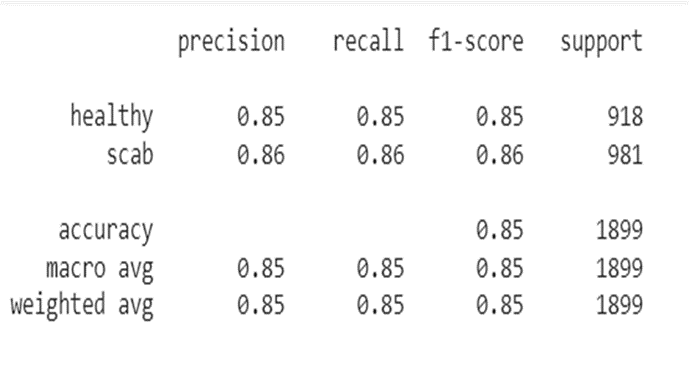 precision recall f1-score support
healthy 0.85 0.85 0.85 918
scab 0.86 0.86 0.86 981
accuracy 0.85 1899
macro avg 0.85 0.85 0.85 1899
weighted avg 0.85 0.85 0.85 1899